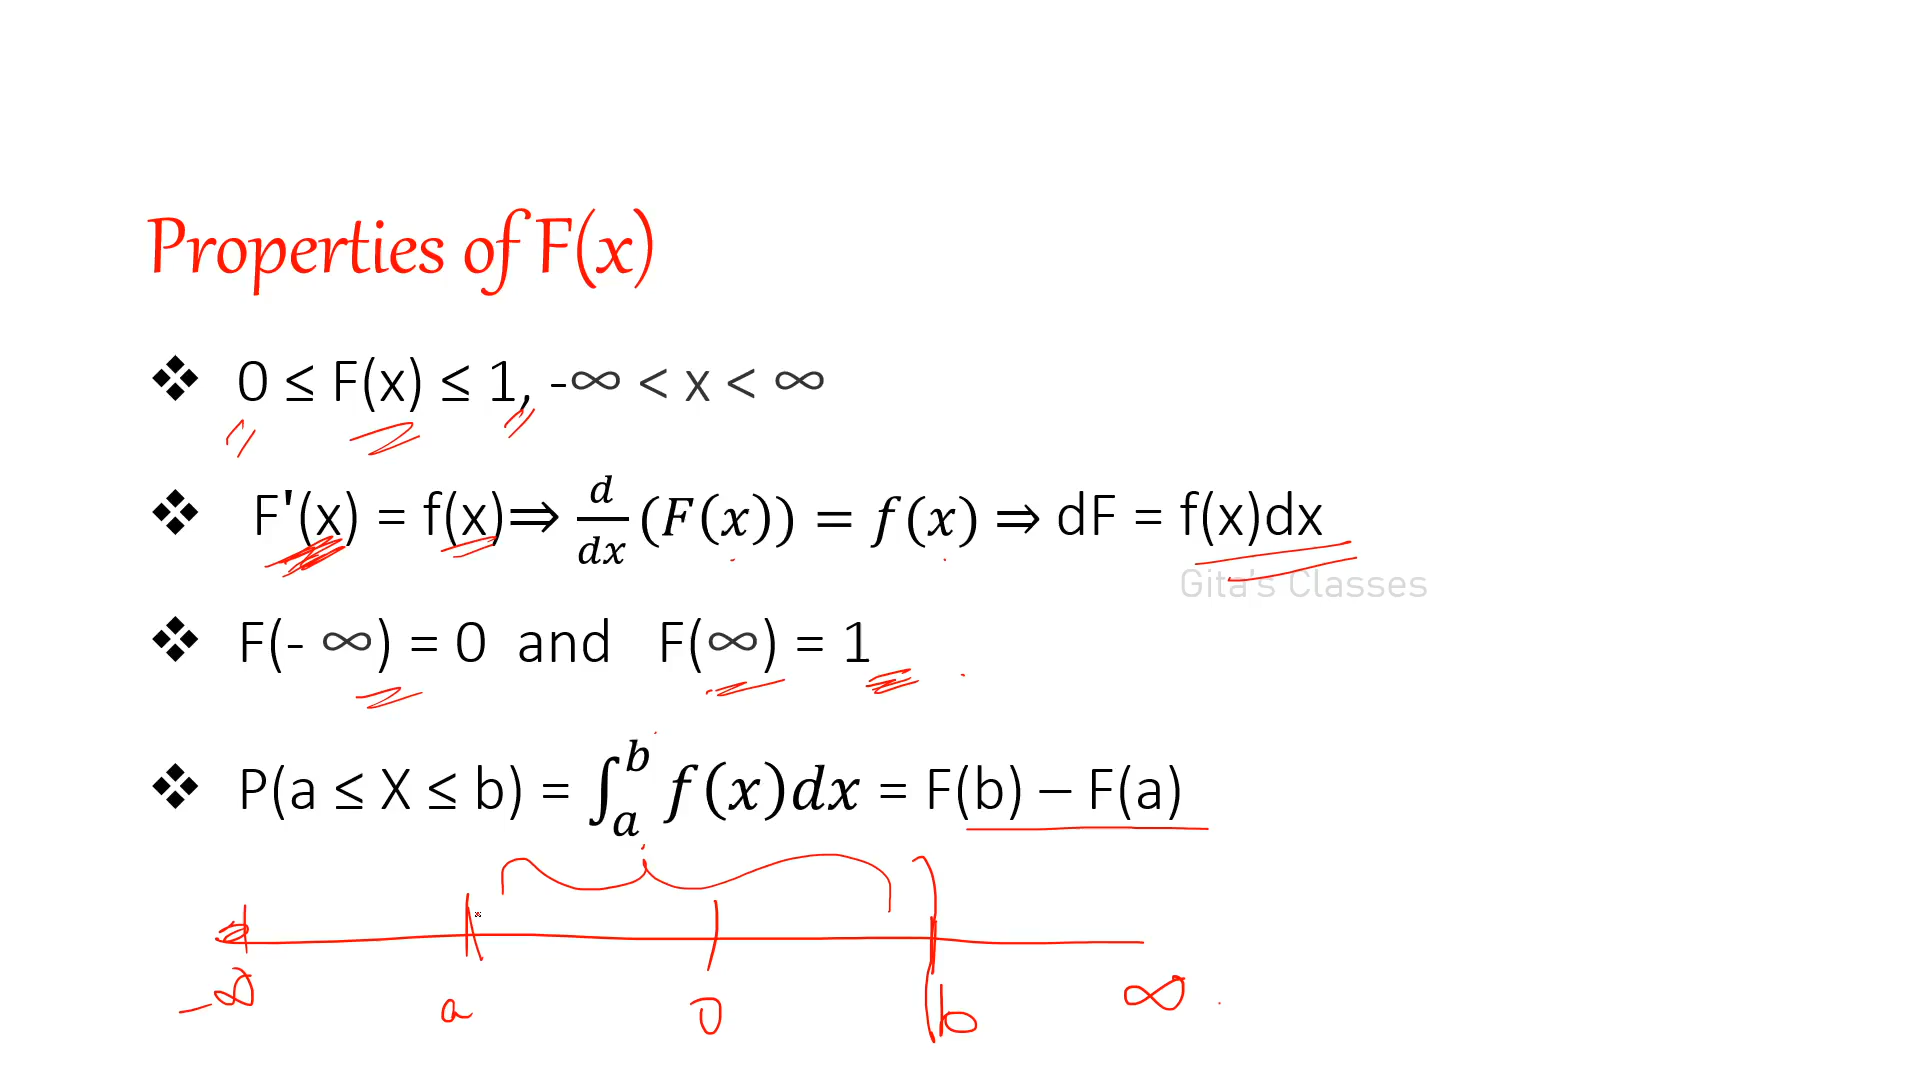 Properties of F(x)
❖ 0 ≤ F(x) ≤ 1, -∞ < x < ∞
❖ F'(x) = f(x)⇒ d/dx (F(x)) = f(x) ⇒ dF = f(x)dx
Gita's Classes
❖ F(- ∞) = 0 and F(∞) = 1
❖ P(a ≤ X ≤ b) = ∫_a^b f(x)dx = F(b) – F(a)
-∞ a 0 b ∞